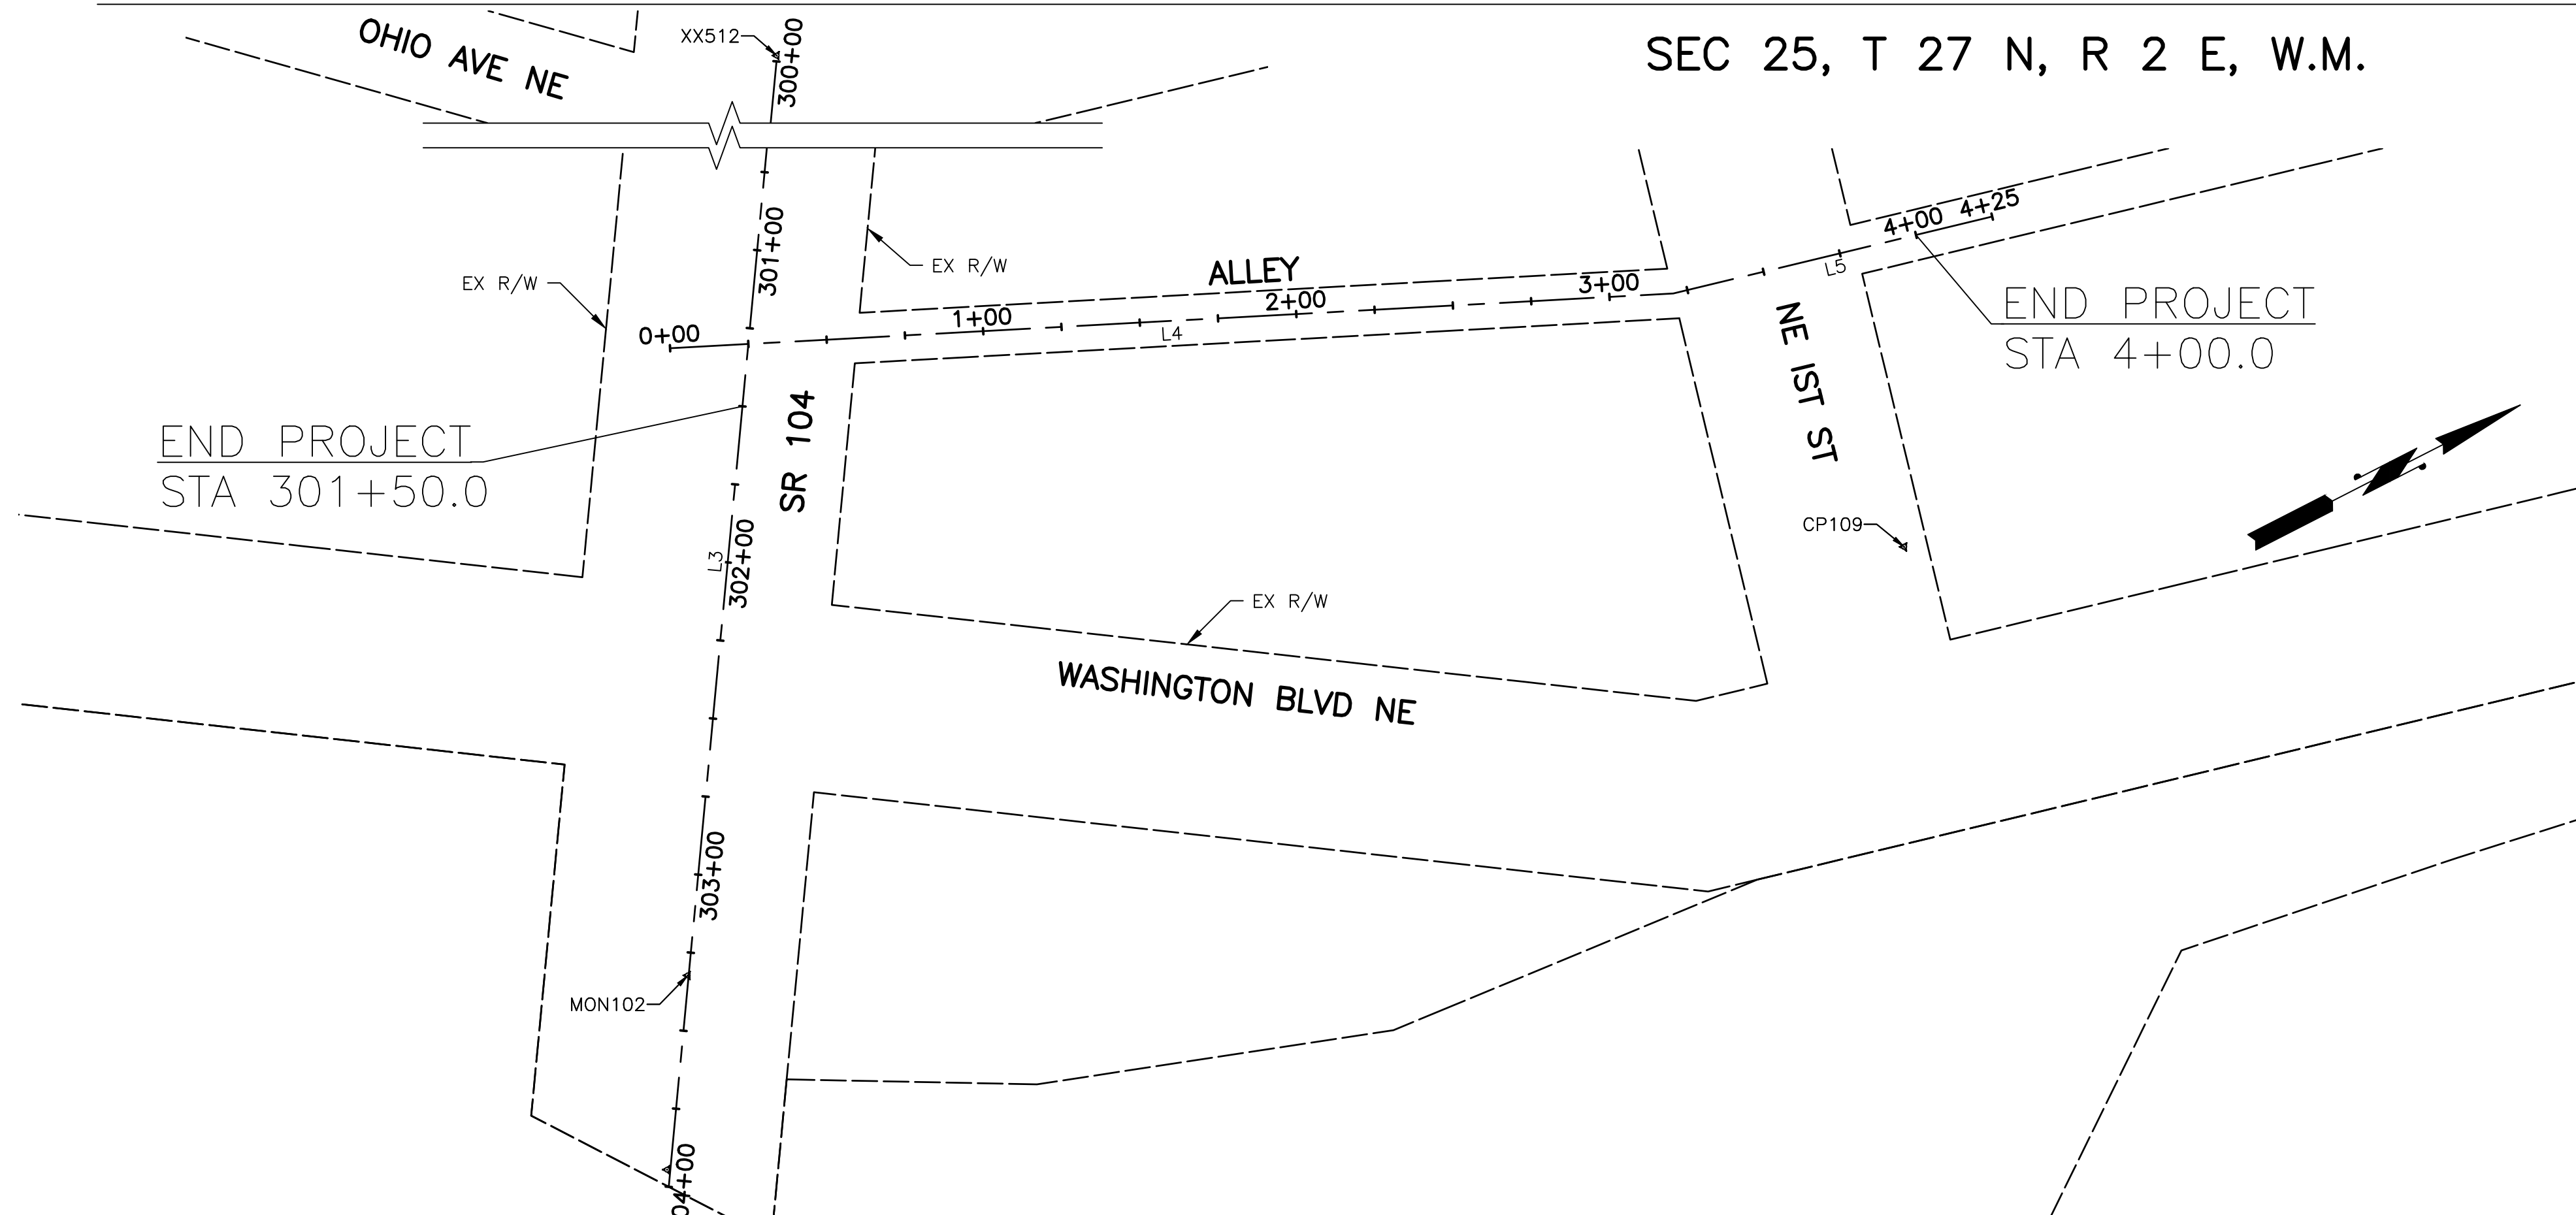 SEC 25, T 27 N, R 2 E, W.M.
OHIO AVE NE
XX512
300+00
301+00
EX R/W
EX R/W
ALLEY
0+00
1+00
2+00
3+00
4+00
4+25
L4
L5
END PROJECT
STA 4+00.0
NE IST ST
END PROJECT
STA 301+50.0
SR 104
L3
302+00
CP109
EX R/W
WASHINGTON BLVD NE
303+00
MON102
04+00